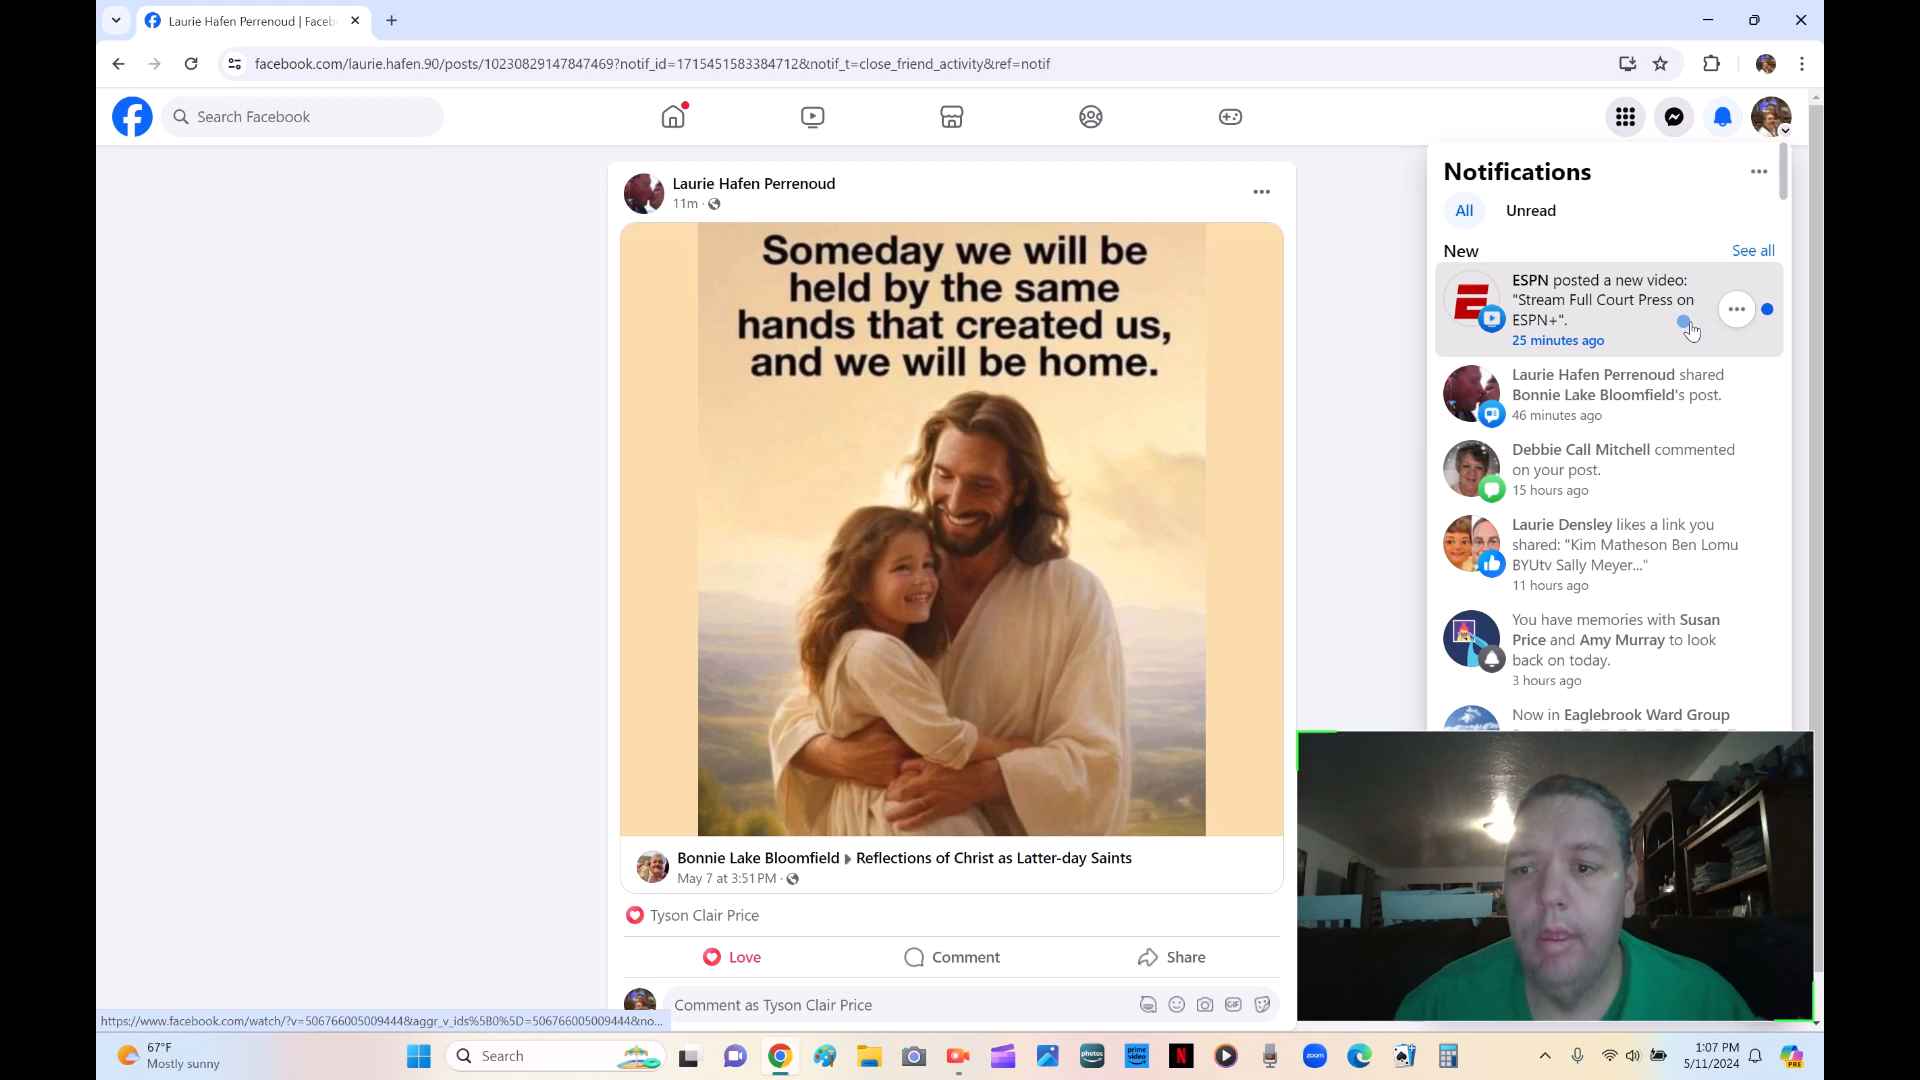 Laurie Hafen Perrenoud | Faceb
facebook.com/laurie.hafen.90/posts/10230829147847469?notif_id=1715451583384712&notif_t=close_friend_activity&ref=notif
Search Facebook
Laurie Hafen Perrenoud
11m ·
Someday we will be
held by the same
hands that created us,
and we will be home.
Bonnie Lake Bloomfield Reflections of Christ as Latter-day Saints
May 7 at 3:51 PM ·
Tyson Clair Price
Love Comment Share
Comment as Tyson Clair Price
Notifications
All Unread
New See all
ESPN posted a new video:
"Stream Full Court Press on
ESPN+".
25 minutes ago
Laurie Hafen Perrenoud shared
Bonnie Lake Bloomfield's post.
46 minutes ago
Debbie Call Mitchell commented
on your post.
15 hours ago
Laurie Densley likes a link you
shared: "Kim Matheson Ben Lomu
BYUtv Sally Meyer..."
11 hours ago
You have memories with Susan
Price and Amy Murray to look
back on today.
3 hours ago
Now in Eaglebrook Ward Group
https://www.facebook.com/watch/?v=506766005009444&aggr_v_ids%5B0%5D=506766005009444&no...
67°F
Mostly sunny
Search
photos
prime video
N
zoom
PRE
1:07 PM
5/11/2024